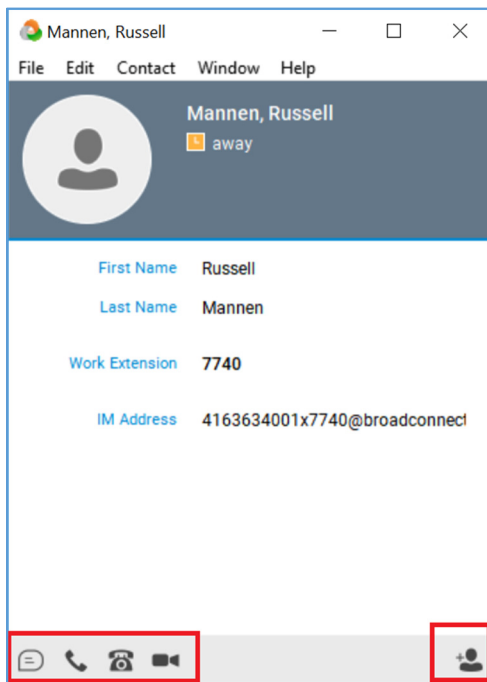 Mannen, Russell
File Edit Contact Window Help
Mannen, Russell
away
First Name Russell
Last Name Mannen
Work Extension 7740
IM Address 4163634001x7740@broadconnect